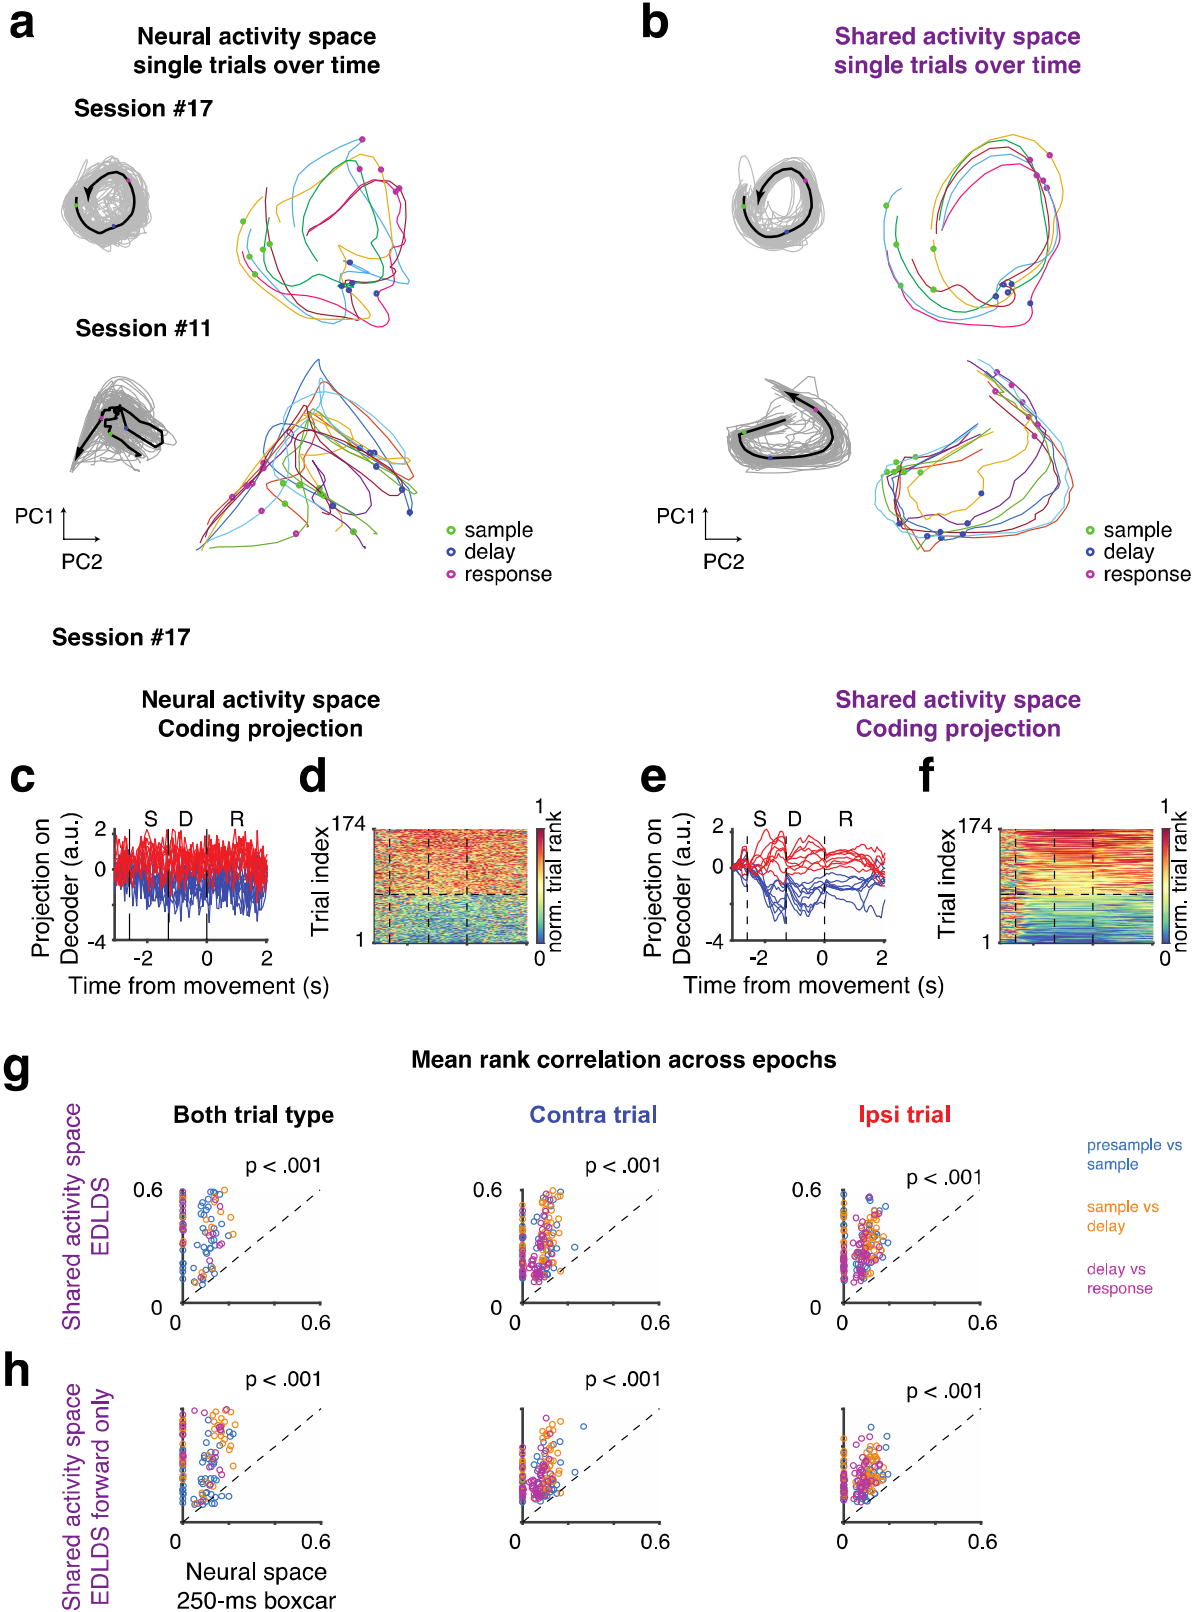 a
Neural activity space
single trials over time
b
Shared activity space
single trials over time
Session #17
Session #11
PC1
PC2
sample
delay
response
PC1
PC2
sample
delay
response
Session #17
Neural activity space
Coding projection
Shared activity space
Coding projection
c
Projection on
Decoder (a.u.)
2
0
-4
S
D
R
-2
0
2
Time from movement (s)
d
Trial index
174
1
1
0
norm. trial rank
e
Projection on
Decoder (a.u.)
2
0
-4
S
D
R
-2
0
2
Time from movement (s)
f
Trial index
174
1
1
0
norm. trial rank
g
Mean rank correlation across epochs
Shared activity space
EDLDS
Both trial type
p < .001
0.6
0
0
0.6
Contra trial
p < .001
0.6
0
0
0.6
Ipsi trial
p < .001
0.6
0
0
0.6
presample vs
sample
sample vs
delay
delay vs
response
h
Shared activity space
EDLDS forward only
p < .001
0
0.6
p < .001
0
0.6
p < .001
0
0.6
Neural space
250-ms boxcar